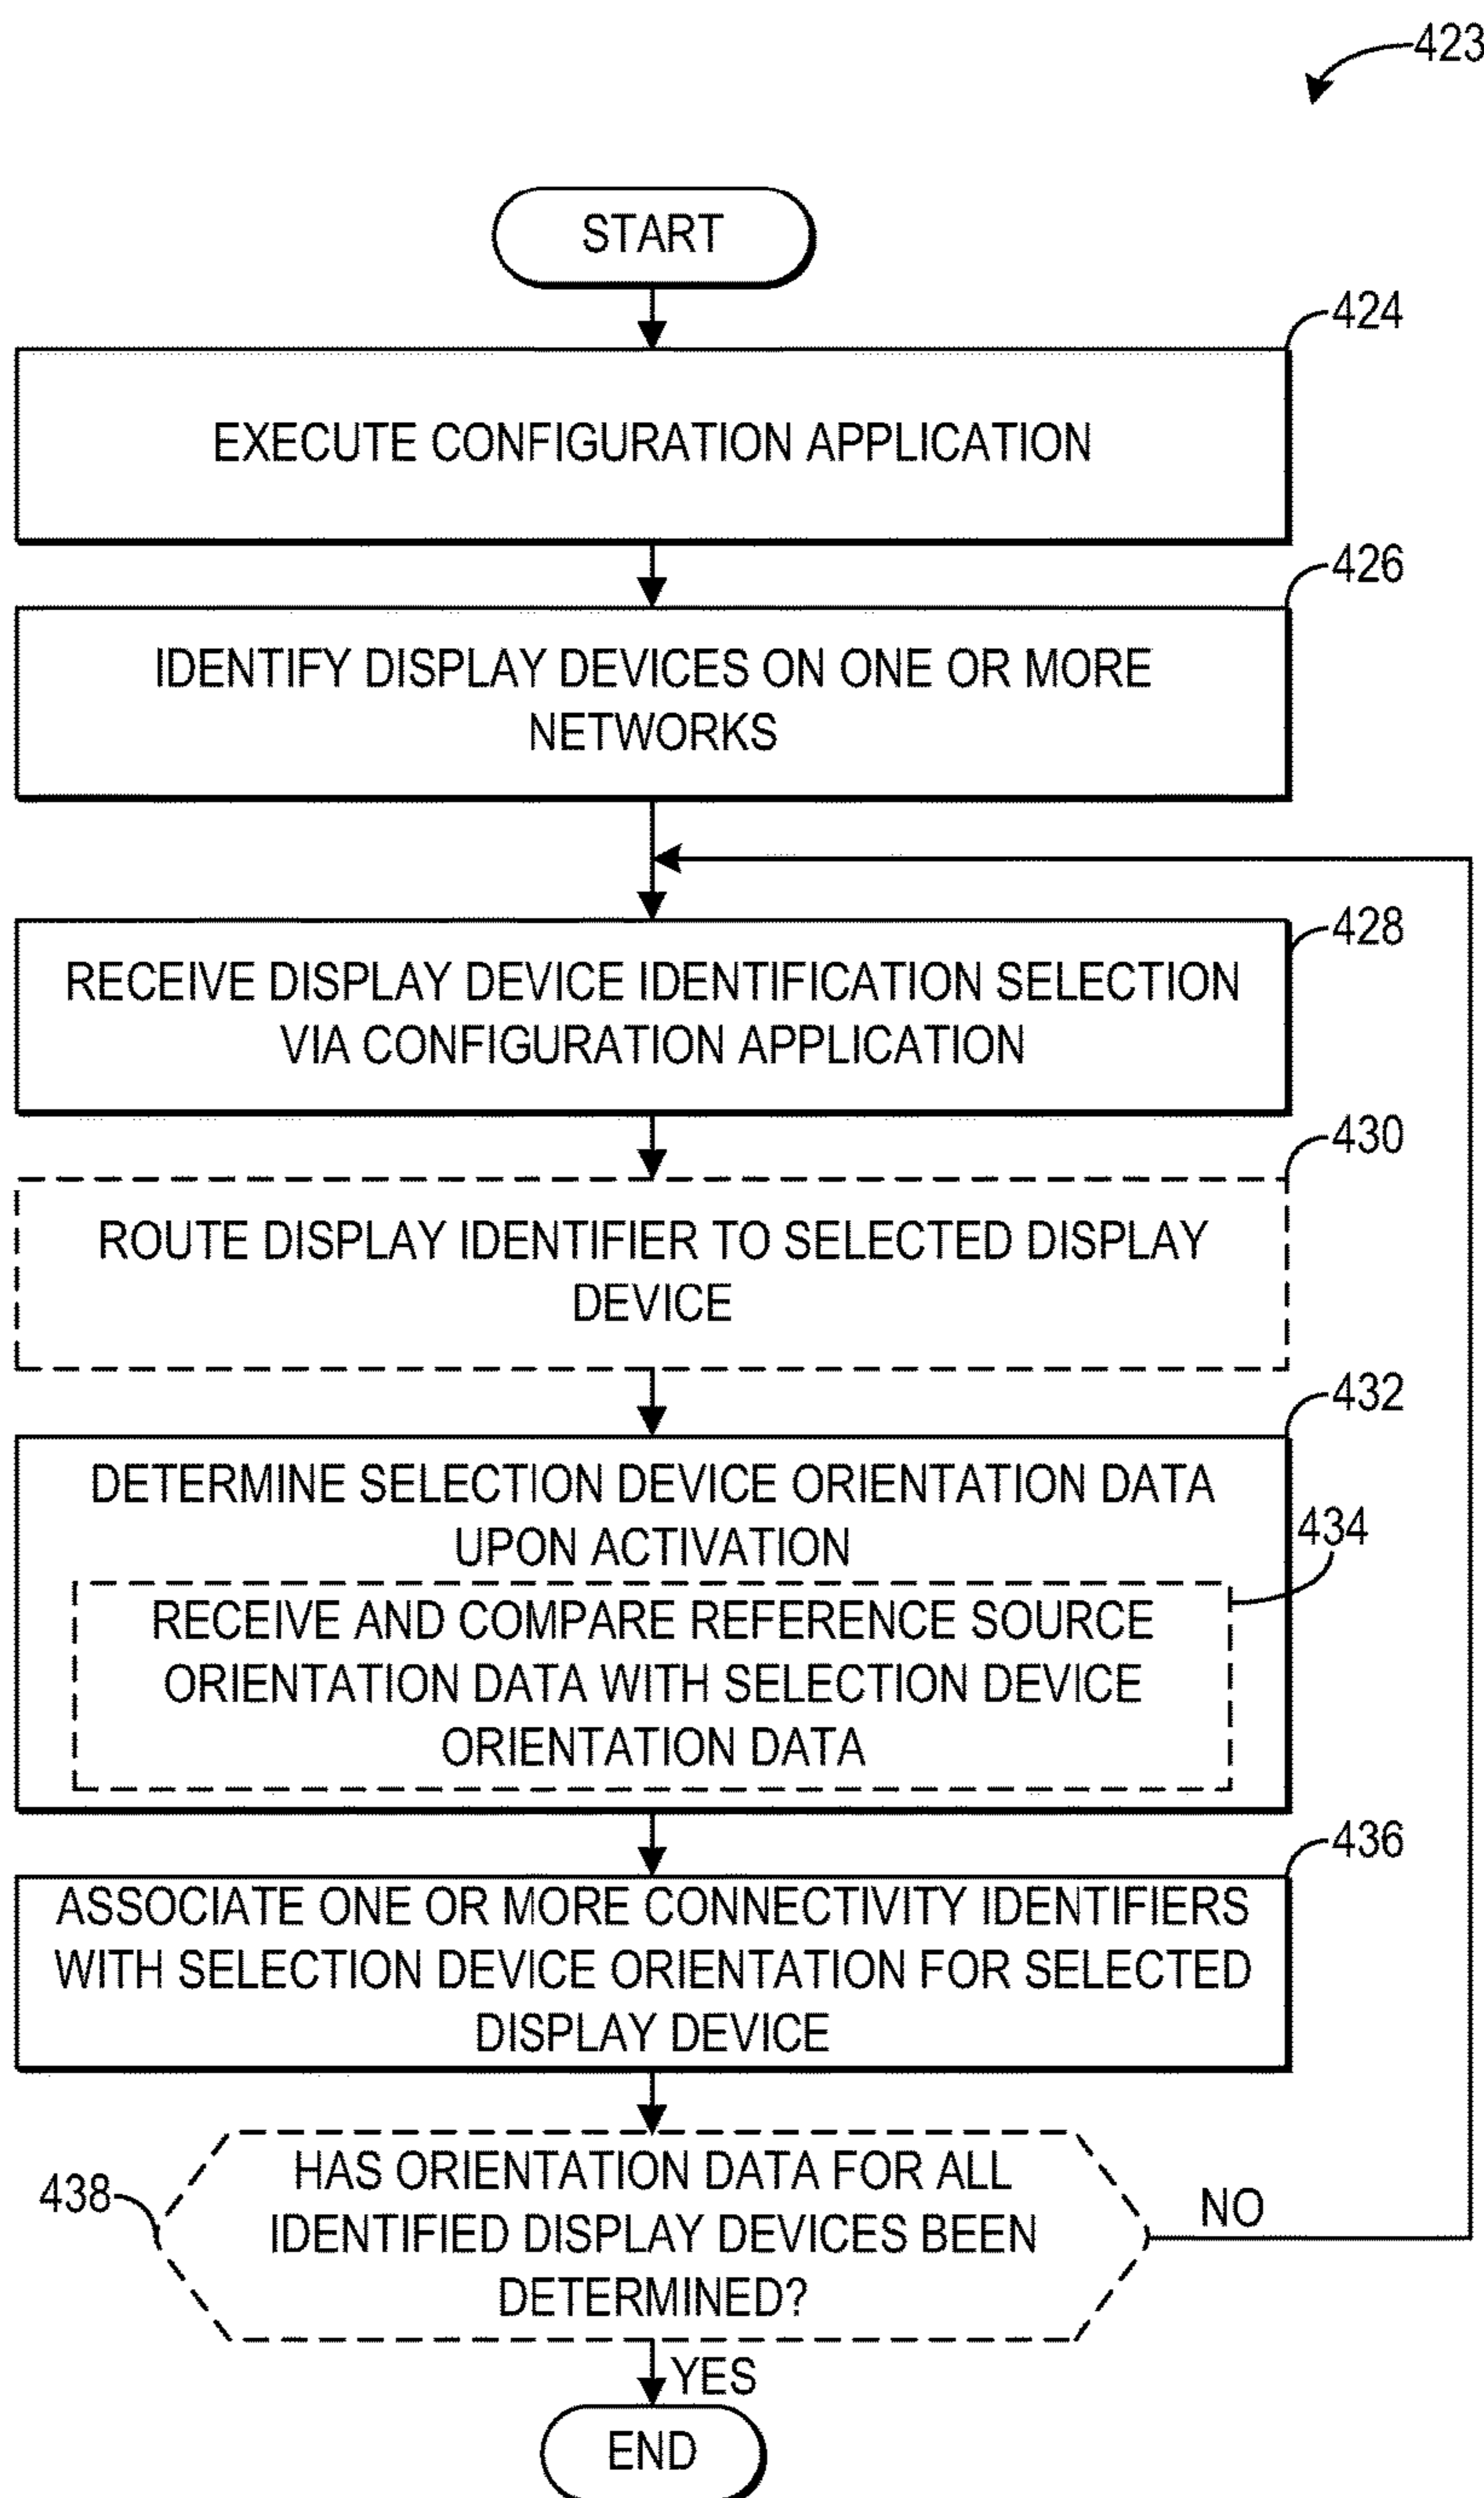 423
START
424
EXECUTE CONFIGURATION APPLICATION
426
IDENTIFY DISPLAY DEVICES ON ONE OR MORE
NETWORKS
428
RECEIVE DISPLAY DEVICE IDENTIFICATION SELECTION
VIA CONFIGURATION APPLICATION
430
ROUTE DISPLAY IDENTIFIER TO SELECTED DISPLAY
DEVICE
432
DETERMINE SELECTION DEVICE ORIENTATION DATA
UPON ACTIVATION
434
RECEIVE AND COMPARE REFERENCE SOURCE
ORIENTATION DATA WITH SELECTION DEVICE
ORIENTATION DATA
436
ASSOCIATE ONE OR MORE CONNECTIVITY IDENTIFIERS
WITH SELECTION DEVICE ORIENTATION FOR SELECTED
DISPLAY DEVICE
438
HAS ORIENTATION DATA FOR ALL
IDENTIFIED DISPLAY DEVICES BEEN
DETERMINED?
NO
YES
END